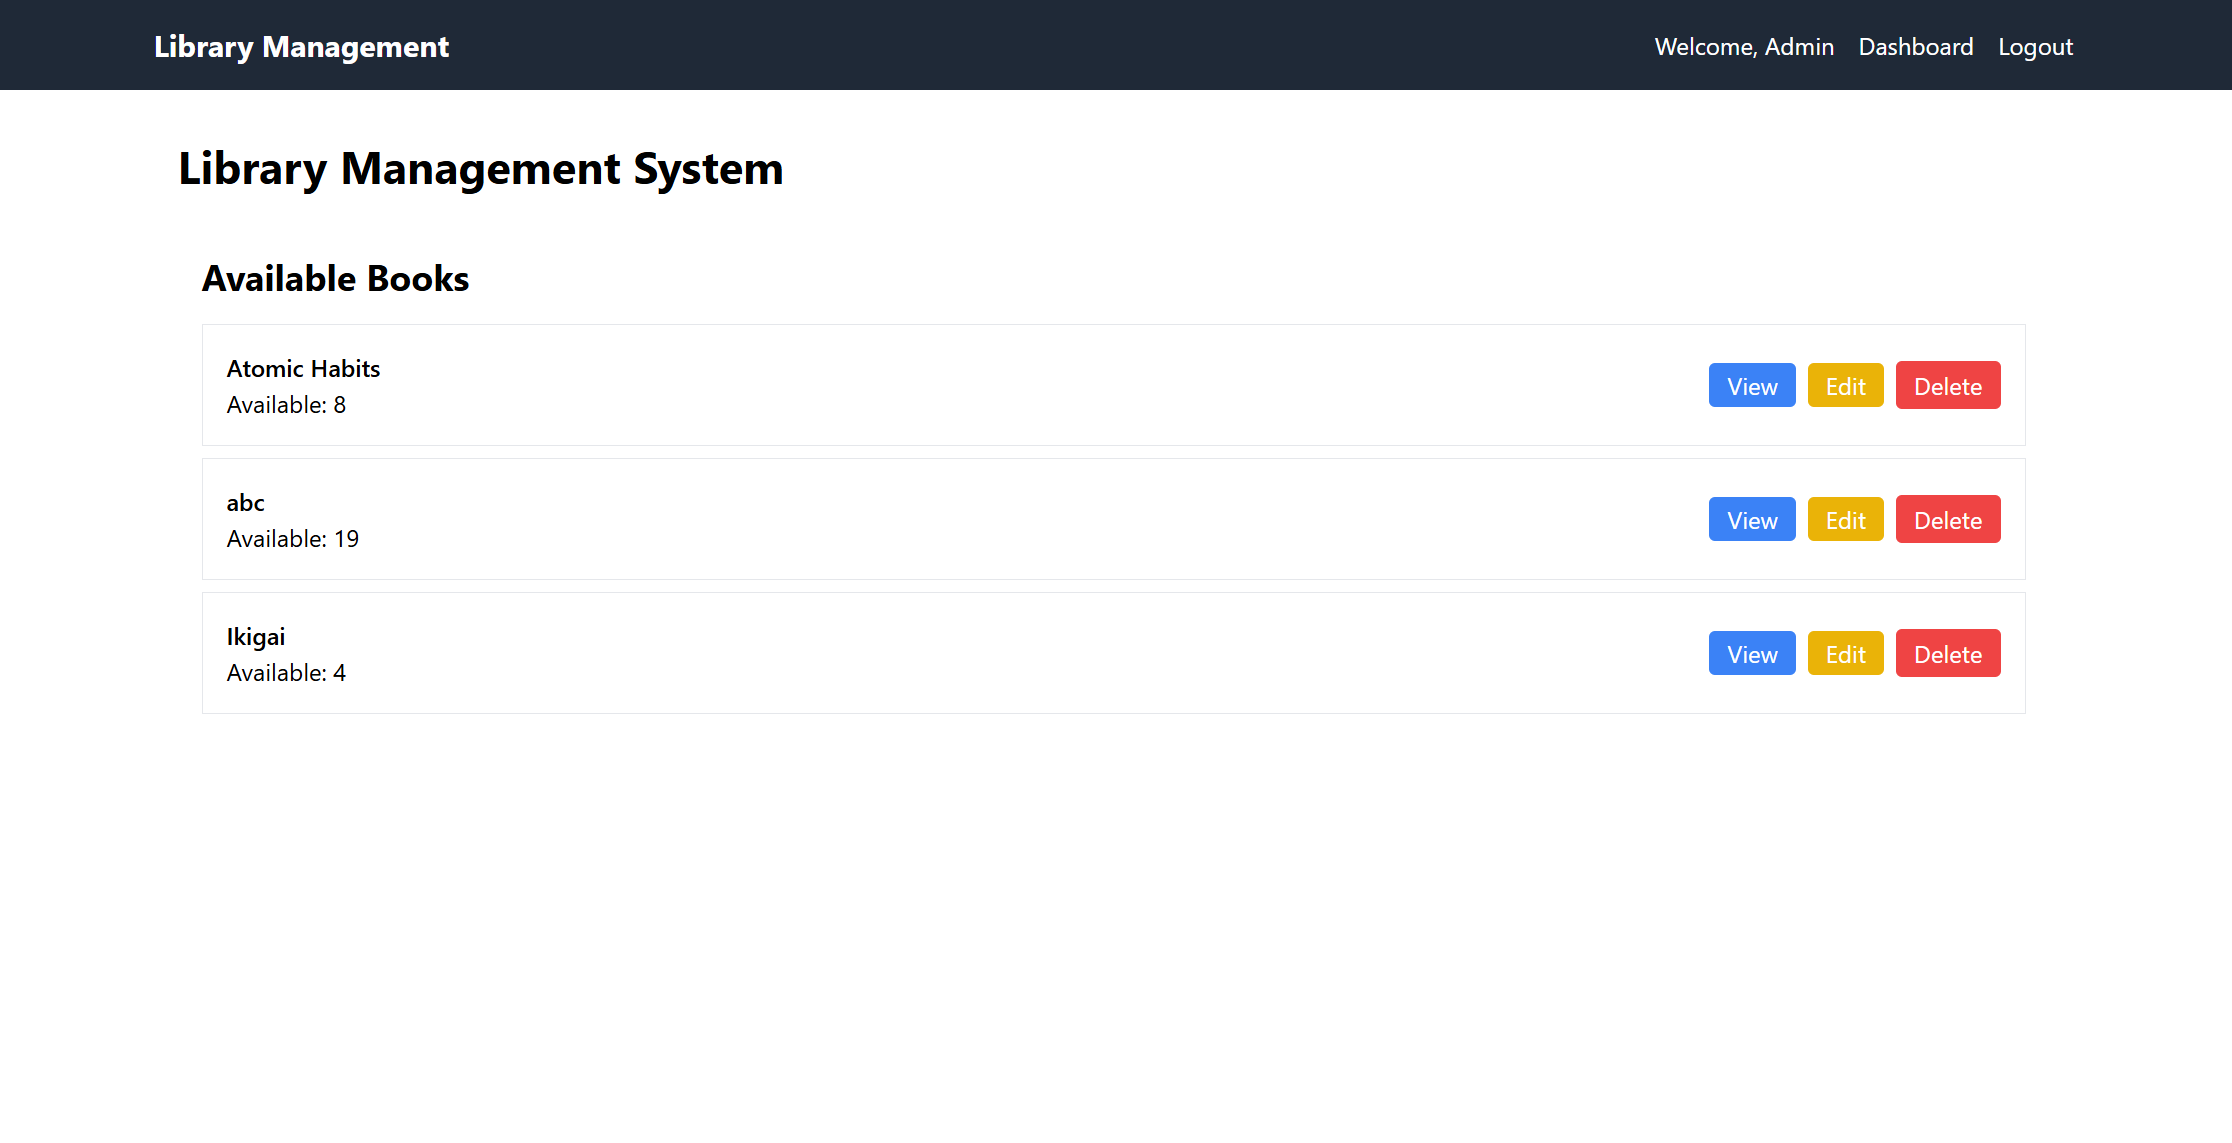 Library Management
Welcome, Admin Dashboard Logout
Library Management System
Available Books
Atomic Habits
Available: 8
View Edit Delete
abc
Available: 19
View Edit Delete
Ikigai
Available: 4
View Edit Delete